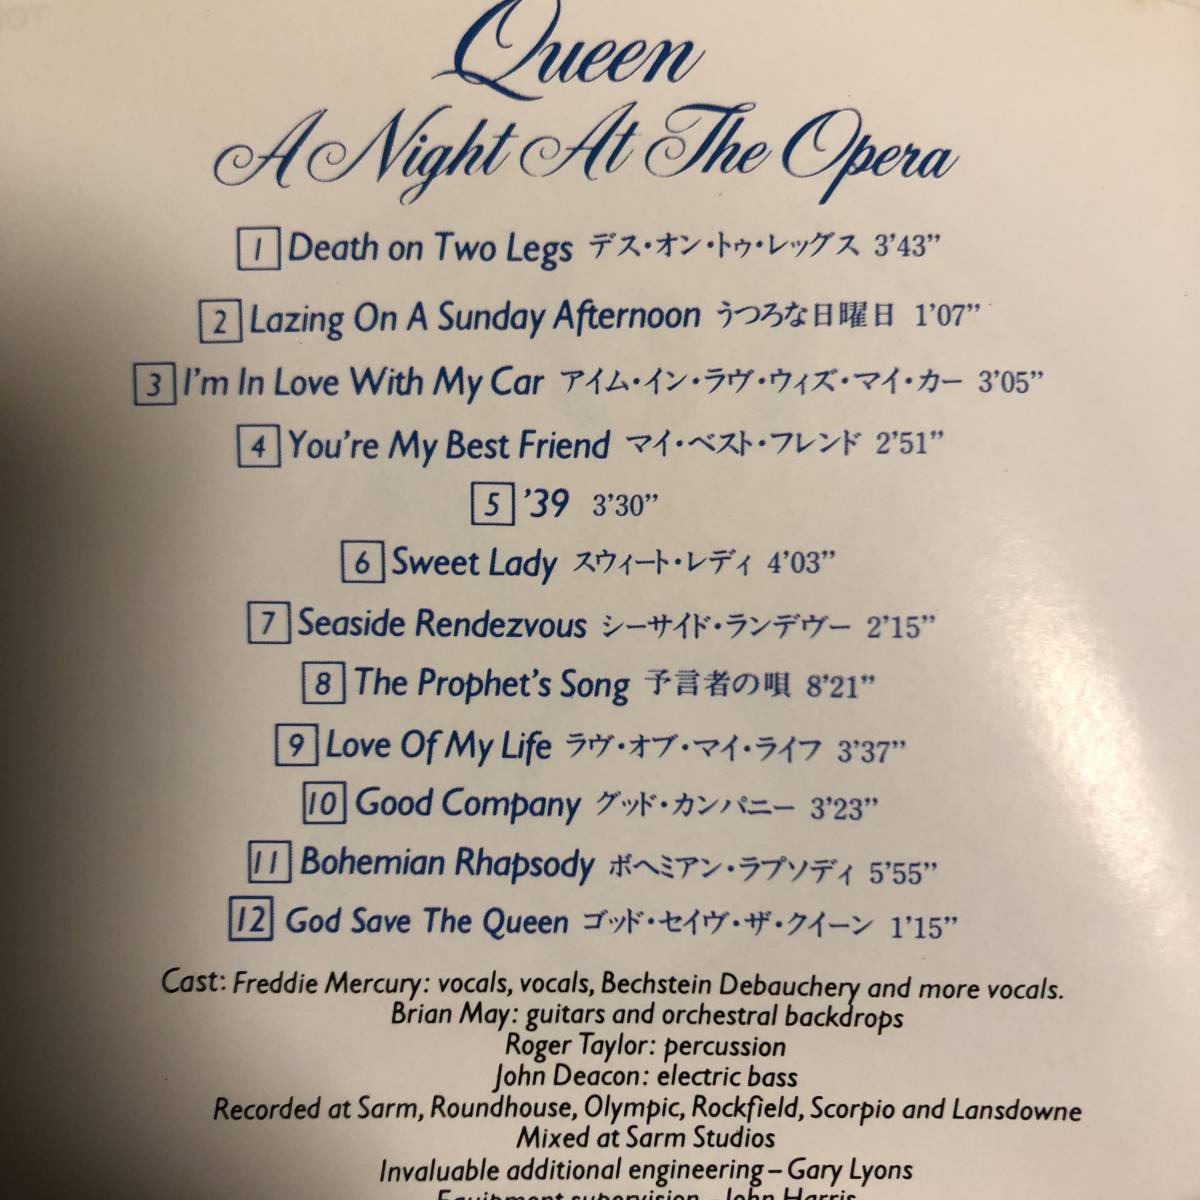 Queen
A Night At The Opera
1 Death on Two Legs デス・オン・トゥ・レッグス 3'43”
2 Lazing On A Sunday Afternoon うつろな日曜日 1'07”
3 I'm In Love With My Car アイム・イン・ラヴ・ウィズ・マイ・カー 3'05”
4 You're My Best Friend マイ・ベスト・フレンド 2'51”
5 '39 3'30”
6 Sweet Lady スウィート・レディ 4'03”
7 Seaside Rendezvous シーサイド・ランデヴー 2'15”
8 The Prophet's Song 予言者の唄 8'21”
9 Love Of My Life ラヴ・オブ・マイ・ライフ 3'37”
10 Good Company グッド・カンパニー 3'23”
11 Bohemian Rhapsody ボヘミアン・ラプソディ 5'55”
12 God Save The Queen ゴッド・セイヴ・ザ・クイーン 1'15”
Cast: Freddie Mercury: vocals, vocals, Bechstein Debauchery and more vocals.
Brian May: guitars and orchestral backdrops
Roger Taylor: percussion
John Deacon: electric bass
Recorded at Sarm, Roundhouse, Olympic, Rockfield, Scorpio and Lansdowne
Mixed at Sarm Studios
Invaluable additional engineering – Gary Lyons
Equipment supervision – John Harris